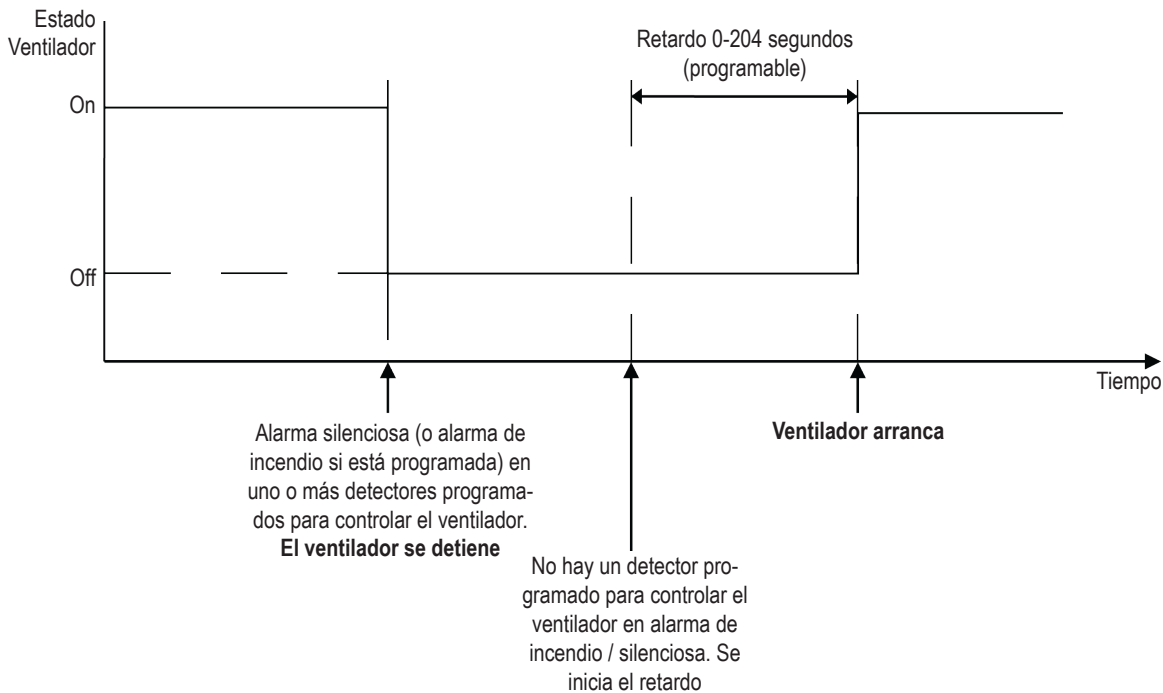 Estado
Ventilador
Retardo 0-204 segundos
(programable)
On
Off
Tiempo
Alarma silenciosa (o alarma de
incendio si está programada) en
uno o más detectores programa-
dos para controlar el ventilador.
El ventilador se detiene
Ventilador arranca
No hay un detector pro-
gramado para controlar el
ventilador en alarma de
incendio / silenciosa. Se
inicia el retardo